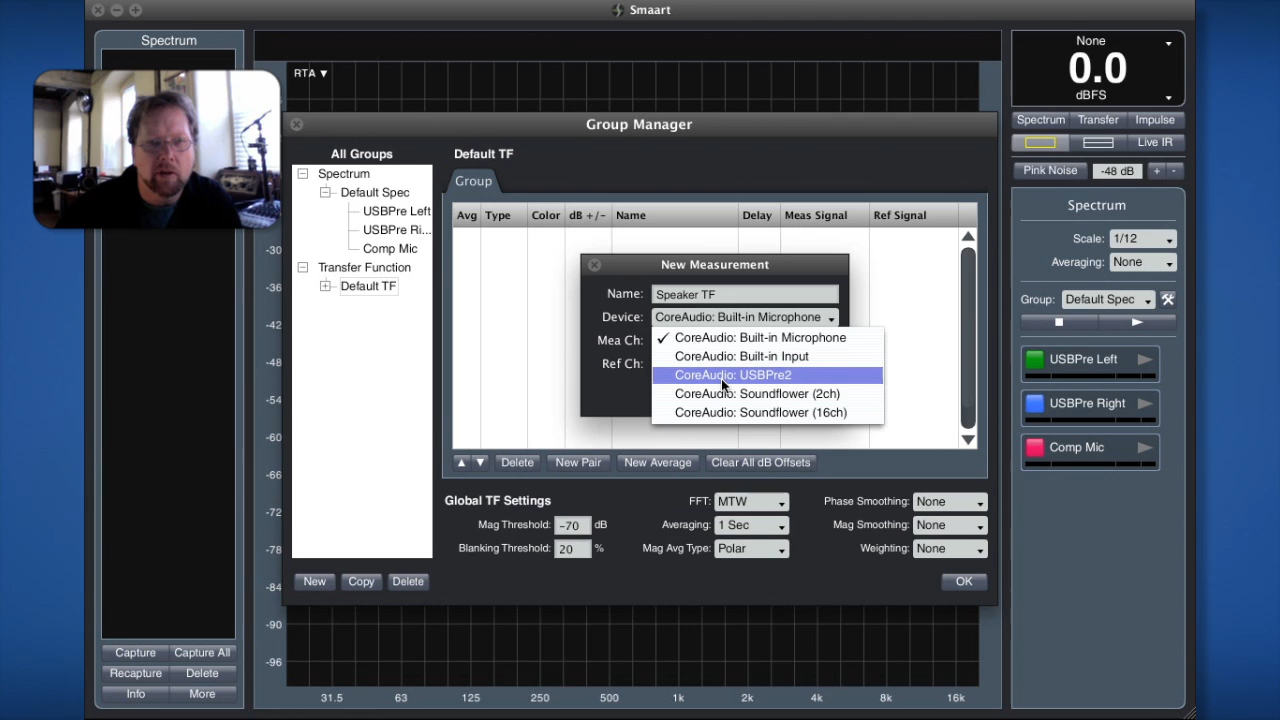 Smaart
Spectrum
RTA ▼
None
0.0
dBFS
Spectrum Transfer Impulse
Live IR
Pink Noise -48 dB + -
Spectrum
Scale: 1/12
Averaging: None
Group: Default Spec
USBPre Left
USBPre Right
Comp Mic
Group Manager
All Groups
Spectrum
Default Spec
USBPre Left
USBPre Ri...
Comp Mic
Transfer Function
Default TF
New Copy Delete
Default TF
Group
Avg Type Color dB +/- Name Delay Meas Signal Ref Signal
New Measurement
Name: Speaker TF
Device: CoreAudio: Built-in Microphone
Mea Ch:
Ref Ch:
✓ CoreAudio: Built-in Microphone
CoreAudio: Built-in Input
CoreAudio: USBPre2
CoreAudio: Soundflower (2ch)
CoreAudio: Soundflower (16ch)
Delete New Pair New Average Clear All dB Offsets
Global TF Settings
Mag Threshold: -70 dB
Blanking Threshold: 20 %
FFT: MTW
Averaging: 1 Sec
Mag Avg Type: Polar
Phase Smoothing: None
Mag Smoothing: None
Weighting: None
OK
-30
-36
-42
-48
-54
-60
-66
-72
-78
-84
-90
-96
31.5 63 125 250 500 1k 2k 4k 8k 16k
Capture Capture All
Recapture Delete
Info More